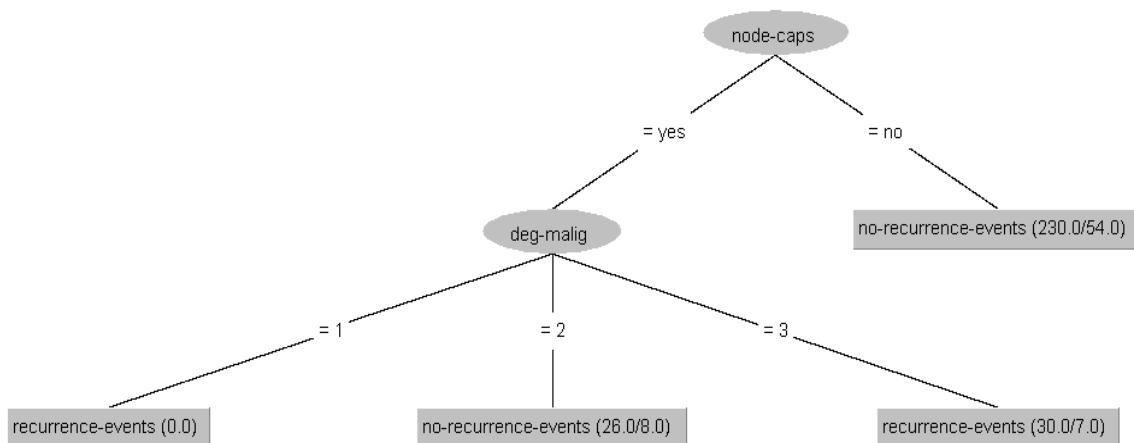 node-caps
= yes
= no
deg-malig
no-recurrence-events (230.0/54.0)
= 1
= 2
= 3
recurrence-events (0.0)
no-recurrence-events (26.0/8.0)
recurrence-events (30.0/7.0)